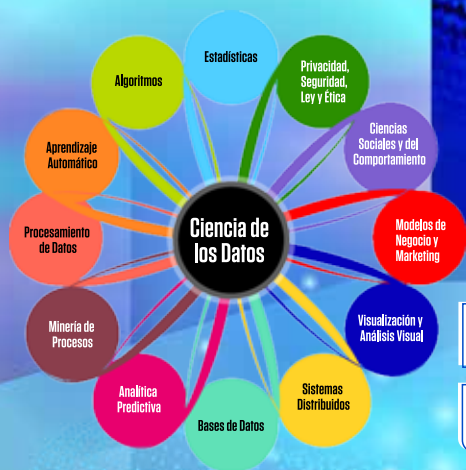 Estadísticas
Privacidad,
Seguridad,
Ley y Ética
Ciencias
Sociales y del
Comportamiento
Modelos de
Negocio y
Marketing
Visualización y
Análisis Visual
Sistemas
Distribuidos
Bases de Datos
Analítica
Predictiva
Minería de
Procesos
Procesamiento
de Datos
Aprendizaje
Automático
Algoritmos
Ciencia de
los Datos